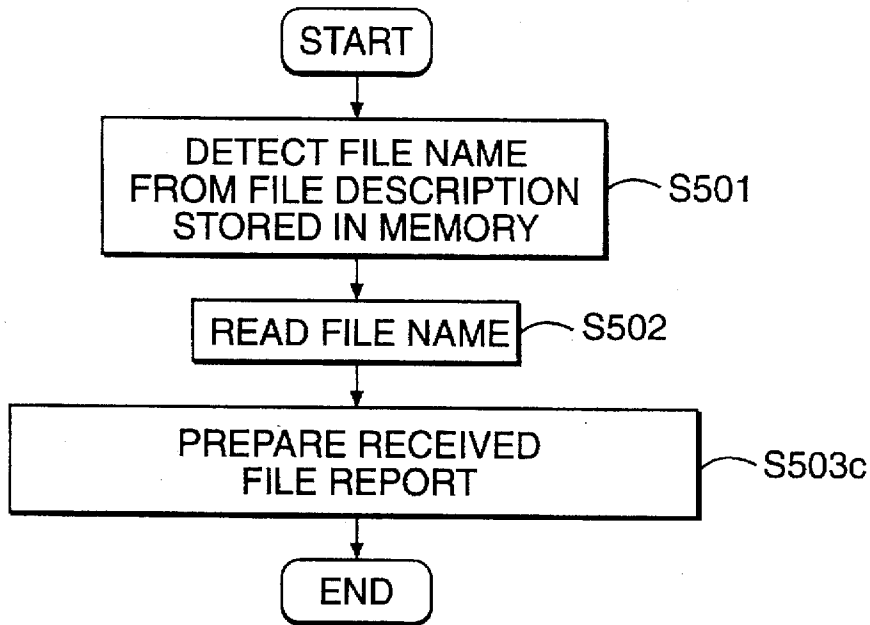 START
DETECT FILE NAME
FROM FILE DESCRIPTION
STORED IN MEMORY
S501
READ FILE NAME
S502
PREPARE RECEIVED
FILE REPORT
S503c
END